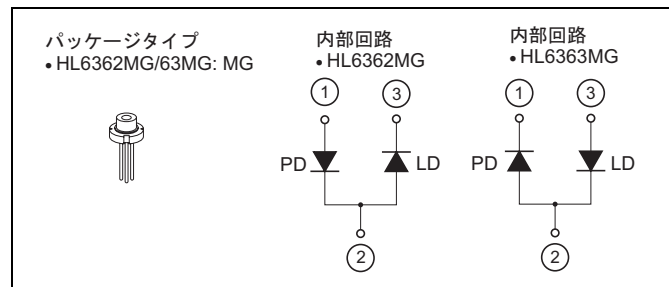 パッケージタイプ
• HL6362MG/63MG: MG
内部回路
• HL6362MG
1
3
PD
LD
2
内部回路
• HL6363MG
1
3
PD
LD
2